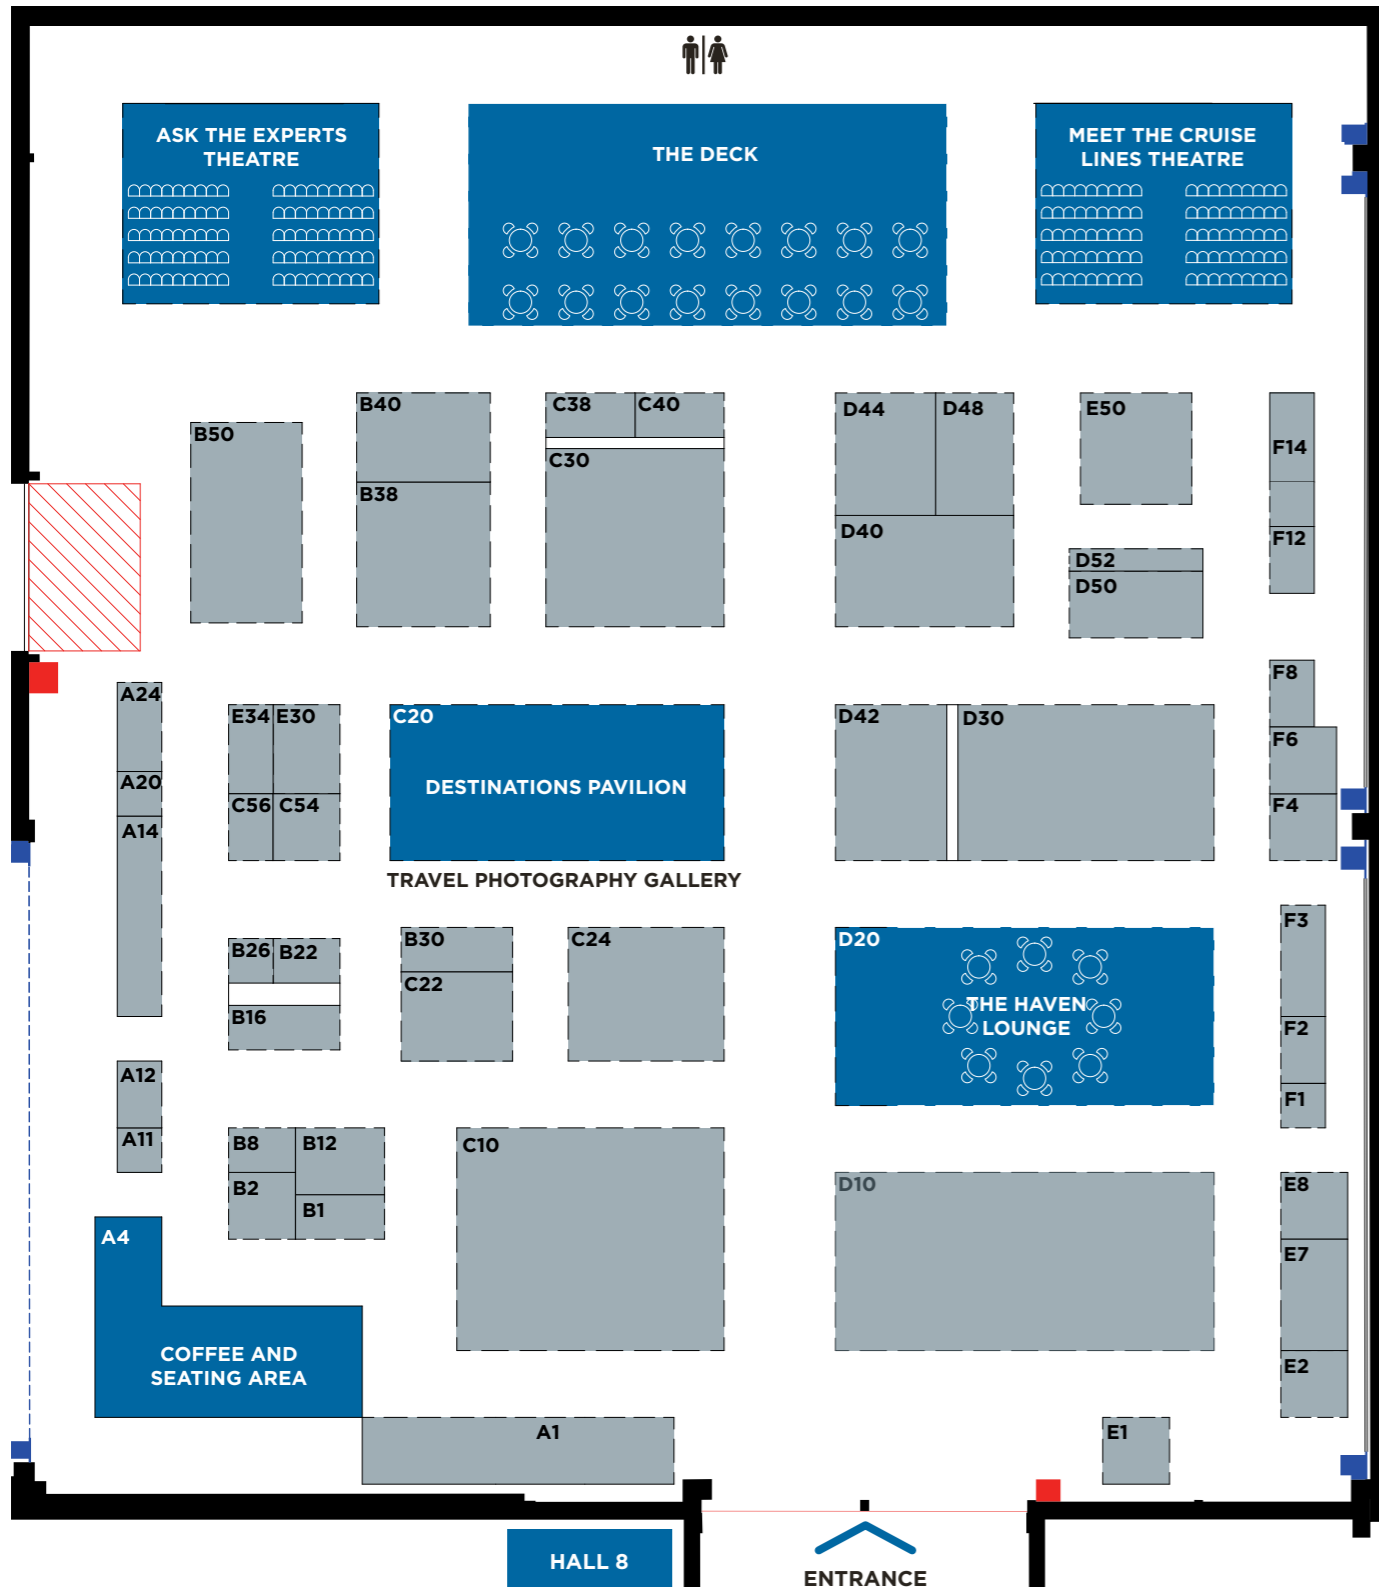 ASK THE EXPERTS
THEATRE
THE DECK
MEET THE CRUISE
LINES THEATRE
B40
C38
C40
D44
D48
E50
B50
F14
C30
B38
D40
F12
D52
D50
F8
A24
E34
E30
C20
D42
D30
F6
A20
DESTINATIONS PAVILION
C56
C54
F4
A14
TRAVEL PHOTOGRAPHY GALLERY
F3
B26
B22
B30
C24
D20
C22
THE HAVEN
LOUNGE
B16
F2
A12
F1
A11
B8
B12
C10
B2
D10
E8
B1
A4
E7
COFFEE AND
SEATING AREA
E2
A1
E1
HALL 8
ENTRANCE